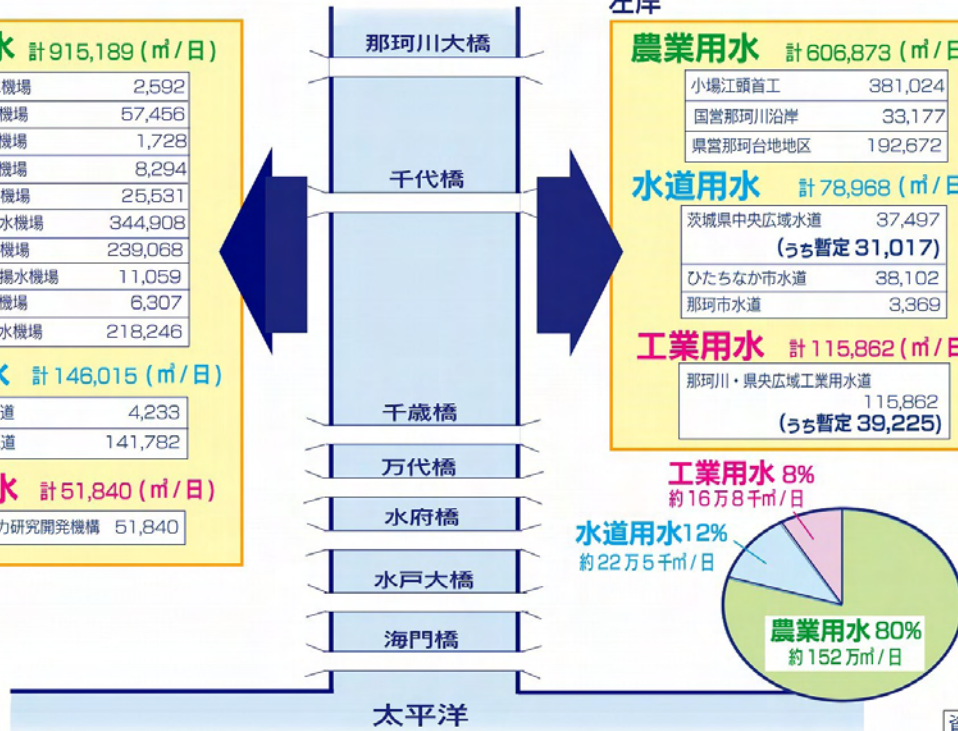 水 計915,189(㎥/日)
機場 2,592
機場 57,456
機場 1,728
機場 8,294
機場 25,531
水機場 344,908
機場 239,068
揚水機場 11,059
機場 6,307
水機場 218,246
水 計146,015(㎥/日)
道 4,233
道 141,782
水 計51,840(㎥/日)
力研究開発機構 51,840
那珂川大橋
千代橋
千歳橋
万代橋
水府橋
水戸大橋
海門橋
太平洋
左岸
農業用水 計606,873(㎥/日
小場江頭首工 381,024
国営那珂川沿岸 33,177
県営那珂台地地区 192,672
水道用水 計78,968(㎥/日
茨城県中央広域水道 37,497
(うち暫定31,017)
ひたちなか市水道 38,102
那珂市水道 3,369
工業用水 計115,862(㎥/日
那珂川・県央広域工業用水道
115,862
(うち暫定39,225)
工業用水8%
約16万8千㎥/日
水道用水12%
約22万5千㎥/日
農業用水80%
約152万㎥/日